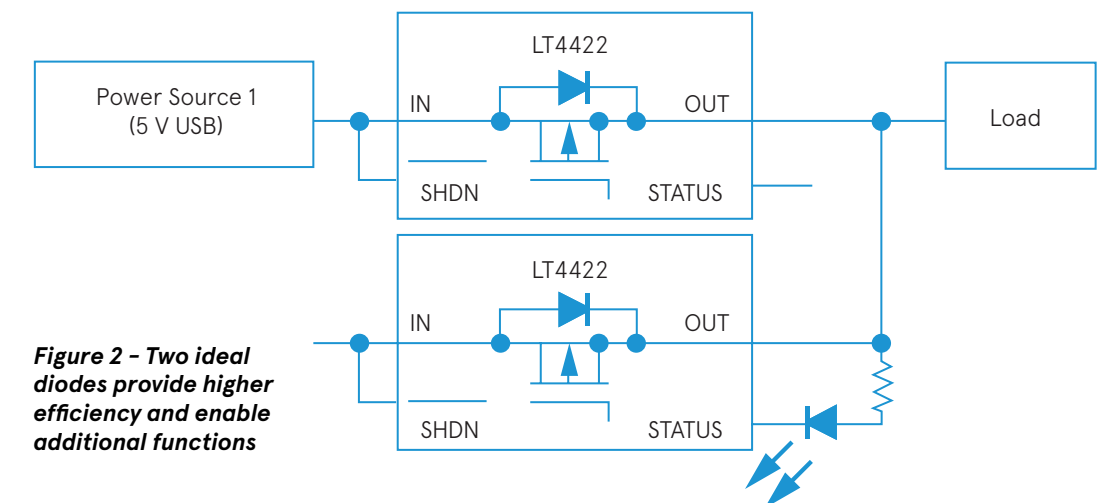 LT4422
Power Source 1
(5 V USB)
IN
OUT
Load
SHDN
STATUS
LT4422
IN
OUT
SHDN
STATUS
Figure 2 – Two ideal
diodes provide higher
efficiency and enable
additional functions